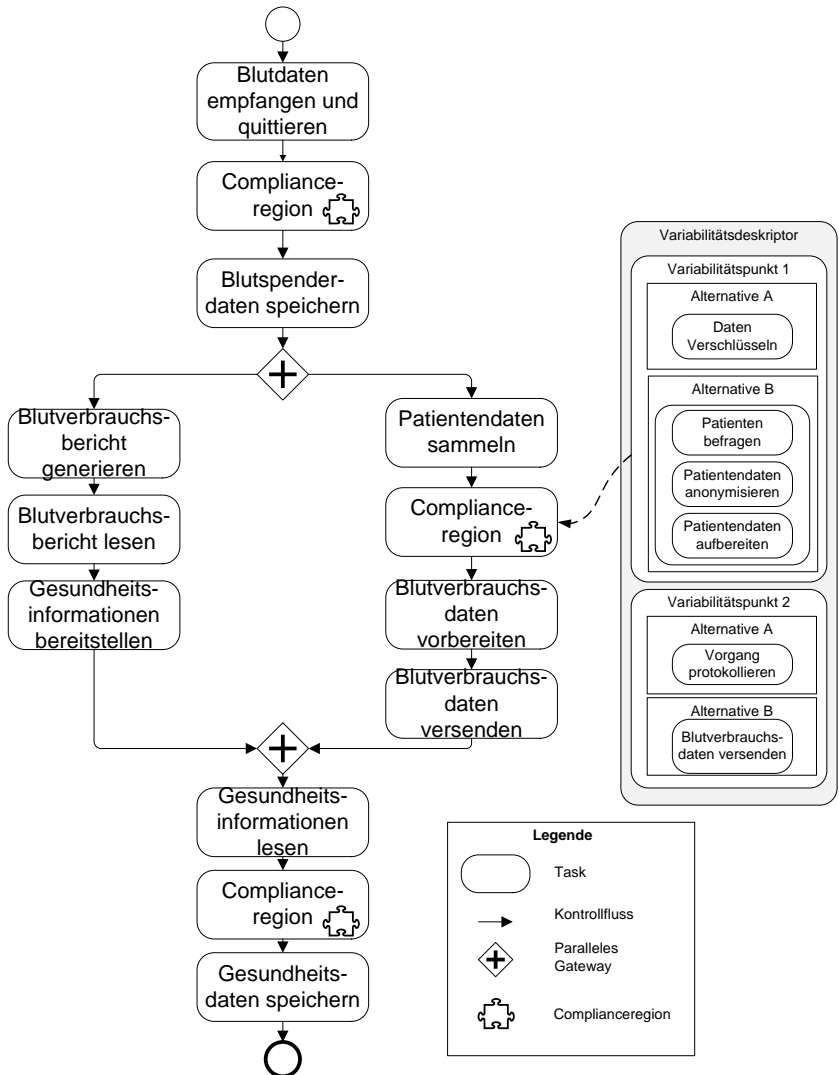 Blutdaten
empfangen und
quittieren
Compliance-
region
Blutspender-
daten speichern
Blutverbrauchs-
bericht
generieren
Blutverbrauchs-
bericht lesen
Gesundheits-
informationen
bereitstellen
Patientendaten
sammeln
Compliance-
region
Blutverbrauchs-
daten
vorbereiten
Blutverbrauchs-
daten
versenden
Gesundheits-
informationen
lesen
Compliance-
region
Gesundheits-
daten speichern
Variabilitätsdeskriptor
Variabilitätspunkt 1
Alternative A
Daten
Verschlüsseln
Alternative B
Patienten
befragen
Patientendaten
anonymisieren
Patientendaten
aufbereiten
Variabilitätspunkt 2
Alternative A
Vorgang
protokollieren
Alternative B
Blutverbrauchs-
daten versenden
Legende
Task
Kontrollfluss
Paralleles
Gateway
Complianceregion